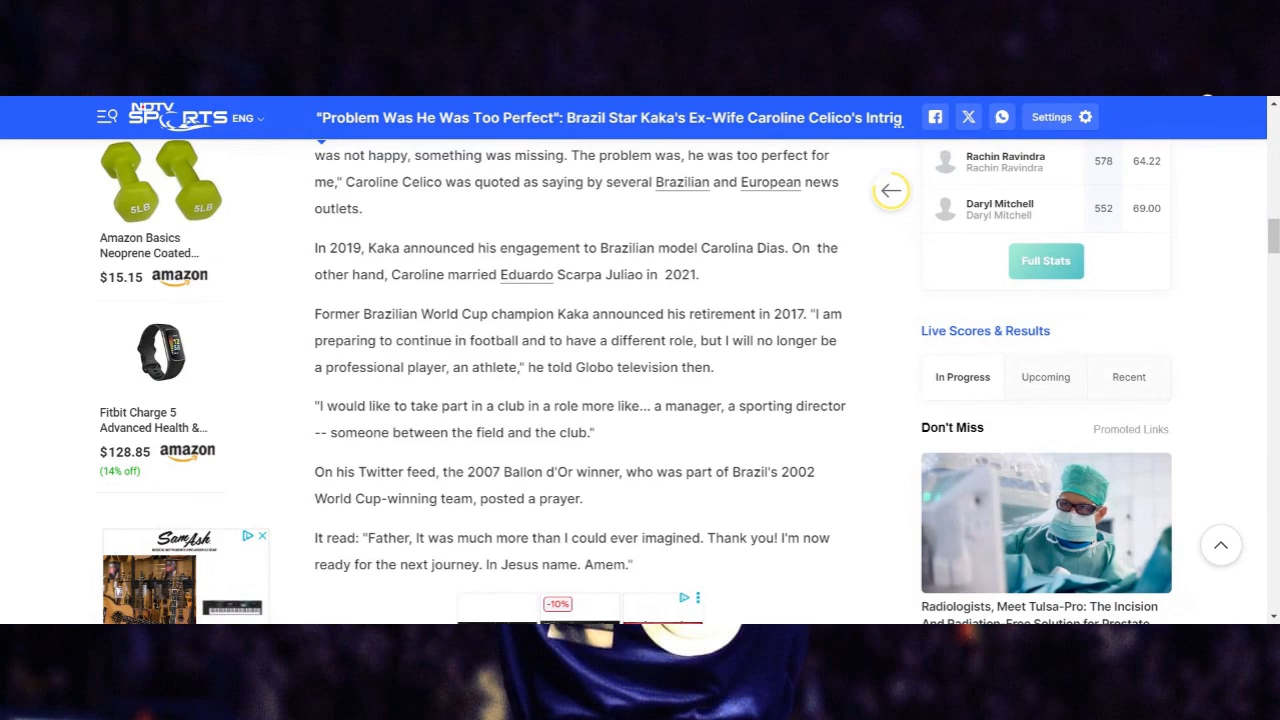 NDTV
SPORTS
ENG
"Problem Was He Was Too Perfect": Brazil Star Kaka's Ex-Wife Caroline Celico's Intrig
Settings
5LB
5LB
Amazon Basics
Neoprene Coated...
$15.15 amazon
Fitbit Charge 5
Advanced Health &...
$128.85 amazon
(14% off)
SamAsh
was not happy, something was missing. The problem was, he was too perfect for
me," Caroline Celico was quoted as saying by several Brazilian and European news
outlets.
In 2019, Kaka announced his engagement to Brazilian model Carolina Dias. On the
other hand, Caroline married Eduardo Scarpa Juliao in 2021.
Former Brazilian World Cup champion Kaka announced his retirement in 2017. "I am
preparing to continue in football and to have a different role, but I will no longer be
a professional player, an athlete," he told Globo television then.
"I would like to take part in a club in a role more like... a manager, a sporting director
-- someone between the field and the club."
On his Twitter feed, the 2007 Ballon d'Or winner, who was part of Brazil's 2002
World Cup-winning team, posted a prayer.
It read: "Father, It was much more than I could ever imagined. Thank you! I'm now
ready for the next journey. In Jesus name. Amem."
-10%
Rachin Ravindra
Rachin Ravindra
578 64.22
Daryl Mitchell
Daryl Mitchell
552 69.00
Full Stats
Live Scores & Results
In Progress Upcoming Recent
Don't Miss
Promoted Links
Radiologists, Meet Tulsa-Pro: The Incision
And Radiation-Free Solution for Prostate